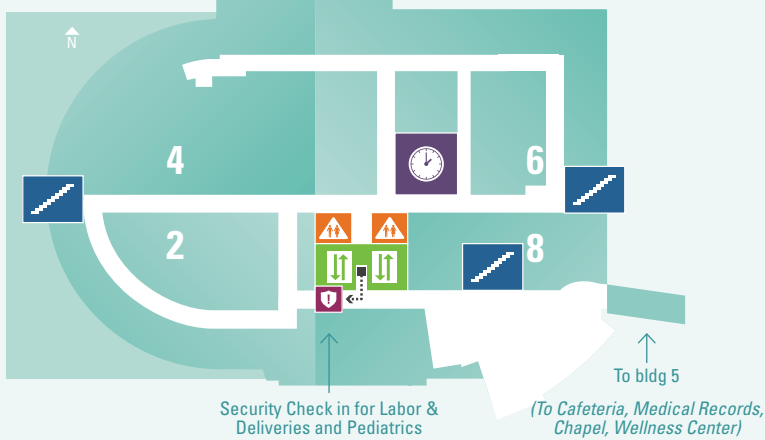 N
4
6
2
8
!
To bldg 5
Security Check in for Labor &
Deliveries and Pediatrics
(To Cafeteria, Medical Records,
Chapel, Wellness Center)